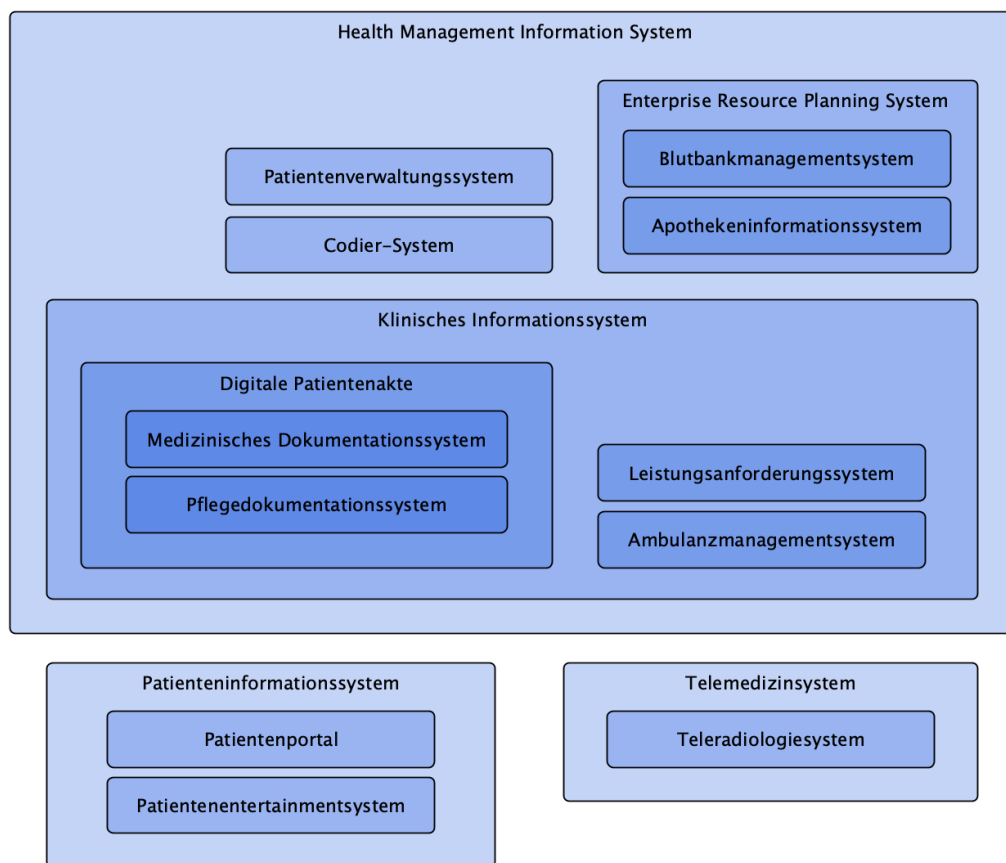 Health Management Information System
Enterprise Resource Planning System
Blutbankmanagementsystem
Apothekeninformationssystem
Patientenverwaltungssystem
Codier-System
Klinisches Informationssystem
Digitale Patientenakte
Medizinisches Dokumentationssystem
Pflegedokumentationssystem
Leistungsanforderungssystem
Ambulanzmanagementsystem
Patienteninformationssystem
Patientenportal
Patientenentertainmentsystem
Telemedizinsystem
Teleradiologiesystem